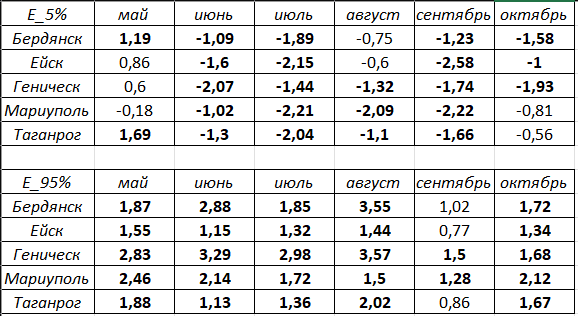 E_5% май июнь июль август сентябрь октябрь
Бердянск 1,19 -1,09 -1,89 -0,75 -1,23 -1,58
Ейск 0,86 -1,6 -2,15 -0,6 -2,58 -1
Геническ 0,6 -2,07 -1,44 -1,32 -1,74 -1,93
Мариуполь -0,18 -1,02 -2,21 -2,09 -2,22 -0,81
Таганрог 1,69 -1,3 -2,04 -1,1 -1,66 -0,56
E_95% май июнь июль август сентябрь октябрь
Бердянск 1,87 2,88 1,85 3,55 1,02 1,72
Ейск 1,55 1,15 1,32 1,44 0,77 1,34
Геническ 2,83 3,29 2,98 3,57 1,5 1,68
Мариуполь 2,46 2,14 1,72 1,5 1,28 2,12
Таганрог 1,88 1,13 1,36 2,02 0,86 1,67